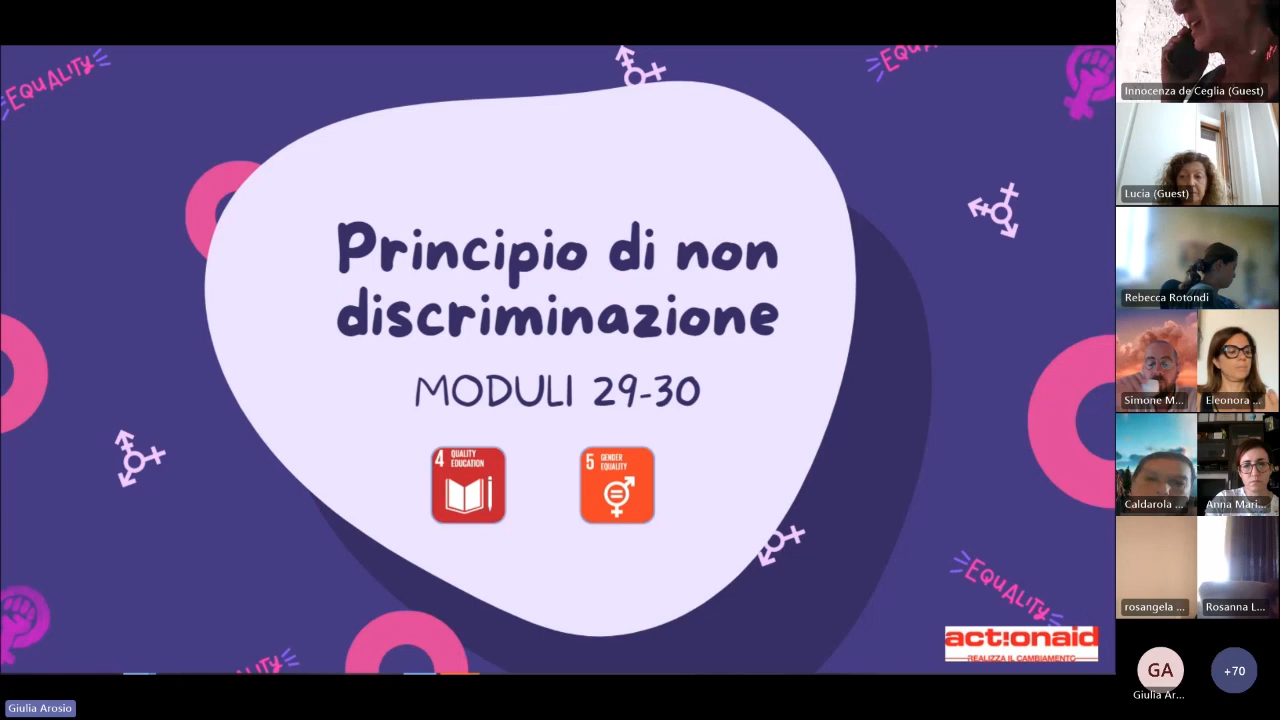 EQUALITY
Principio di non
discriminazione
MODULI 29-30
4 QUALITY
EDUCATION
5 GENDER
EQUALITY
EQUALITY
act!onaid
REALIZZA IL CAMBIAMENTO
Giulia Arosio
Innocenza de Ceglia (Guest)
Lucia (Guest)
Rebecca Rotondi
Simone M...
Eleonora ...
Caldarola ...
Anna Mari...
rosangela ...
Rosanna L...
GA
Giulia Ar...
+70